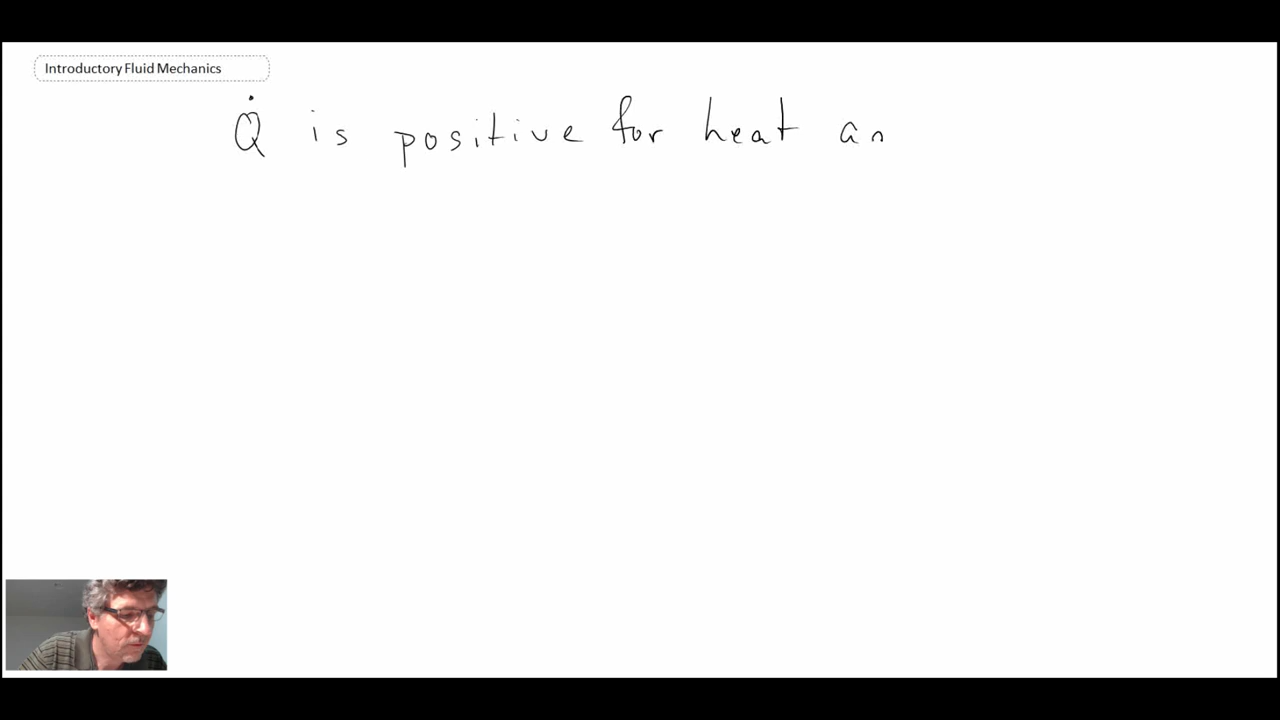 Introductory Fluid Mechanics
Q̇ is positive for heat an